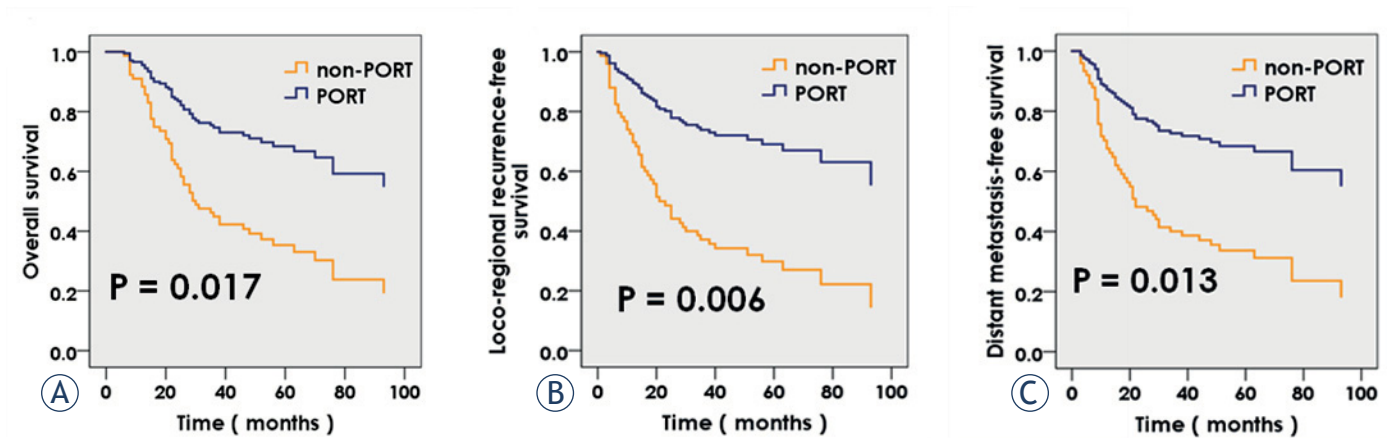 Overall survival
1.0
0.8
0.6
0.4
0.2
0.0
non-PORT
PORT
P = 0.017
0 20 40 60 80 100
Time ( months )
A
Loco-regional recurrence-free
survival
1.0
0.8
0.6
0.4
0.2
0.0
non-PORT
PORT
P = 0.006
0 20 40 60 80 100
Time ( months )
B
Distant metastasis-free survival
1.0
0.8
0.6
0.4
0.2
0.0
non-PORT
PORT
P = 0.013
0 20 40 60 80 100
Time ( months )
C